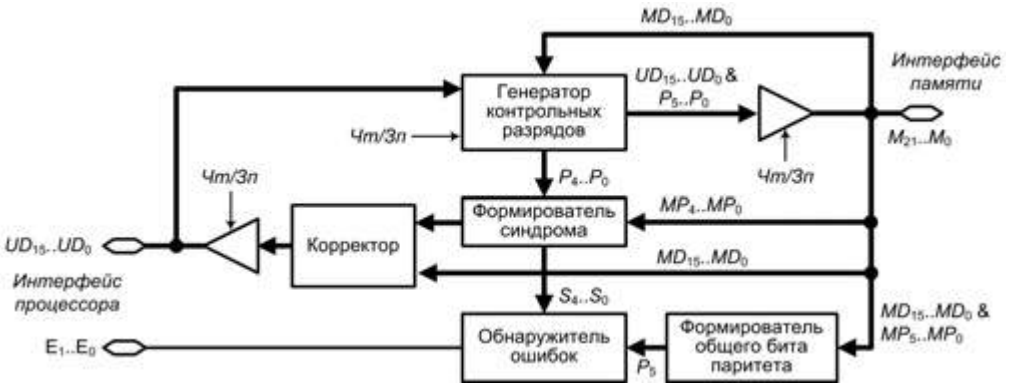 MD15..MD0
Интерфейс
памяти
Генератор
контрольных
разрядов
UD15..UD0 &
P5..P0
Чт/Зп
M21..M0
Чт/Зп
P4..P0
Чт/Зп
Формирователь
синдрома
MP4..MP0
Корректор
UD15..UD0
MD15..MD0
Интерфейс
процессора
S4..S0
MD15..MD0 &
MP5..MP0
E1..E0
Обнаружитель
ошибок
P5
Формирователь
общего бита
паритета